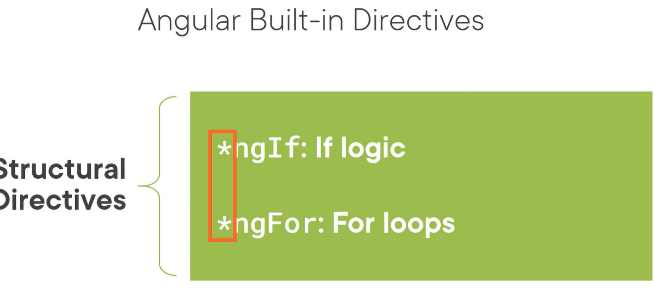 Angular Built-in Directives
*ngIf: If logic
Structural
Directives
*ngFor: For loops